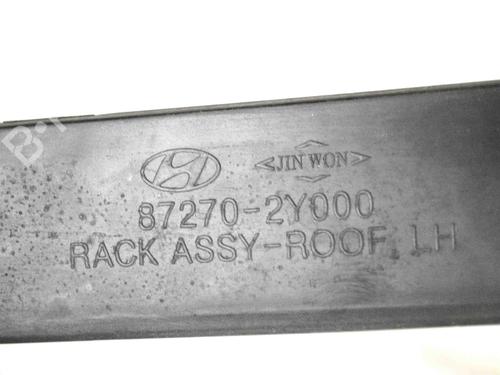 <JIN WON>
87270-2Y000
RACK ASSY-ROOF, LH